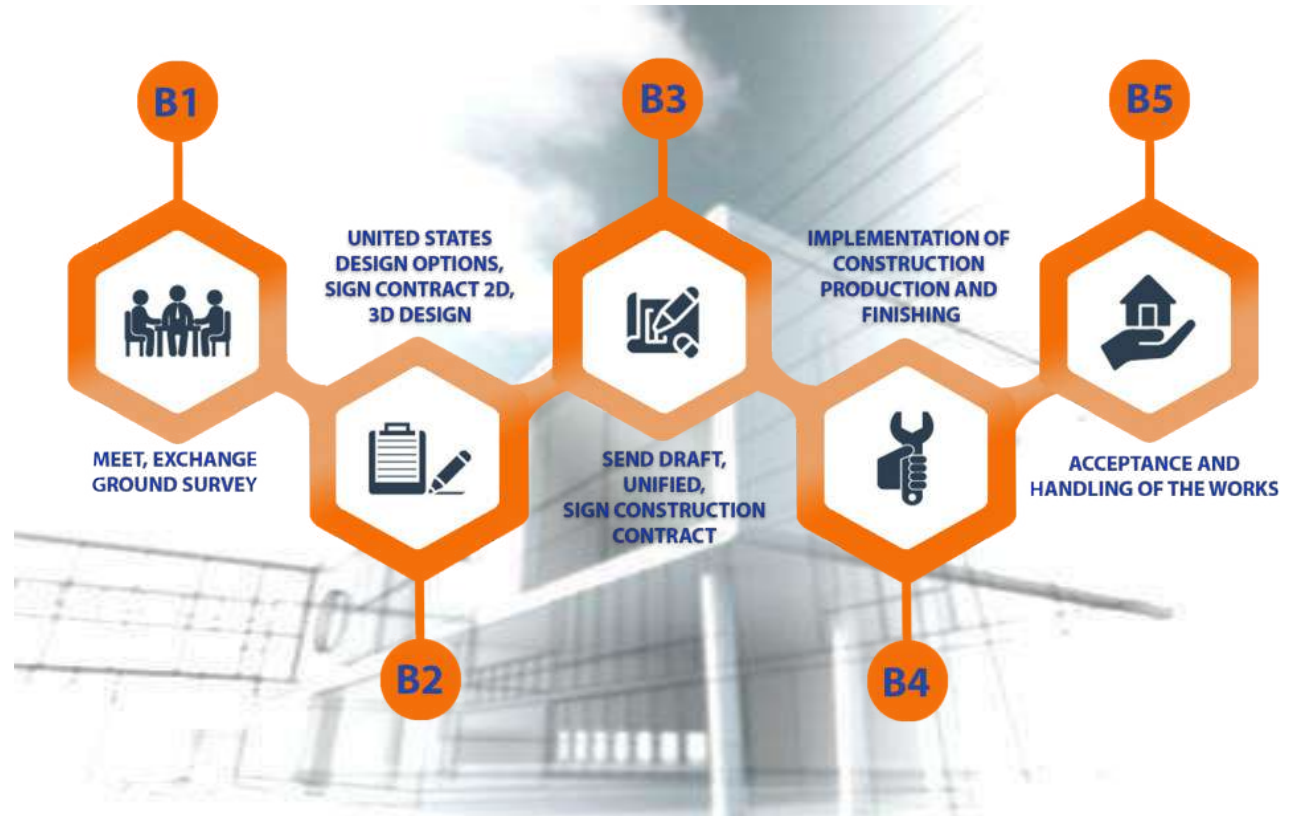 B1
MEET, EXCHANGE
GROUND SURVEY
UNITED STATES
DESIGN OPTIONS,
SIGN CONTRACT 2D,
3D DESIGN
B2
B3
SEND DRAFT,
UNIFIED,
SIGN CONSTRUCTION
CONTRACT
IMPLEMENTATION OF
CONSTRUCTION
PRODUCTION AND
FINISHING
B4
B5
ACCEPTANCE AND
HANDLING OF THE WORKS